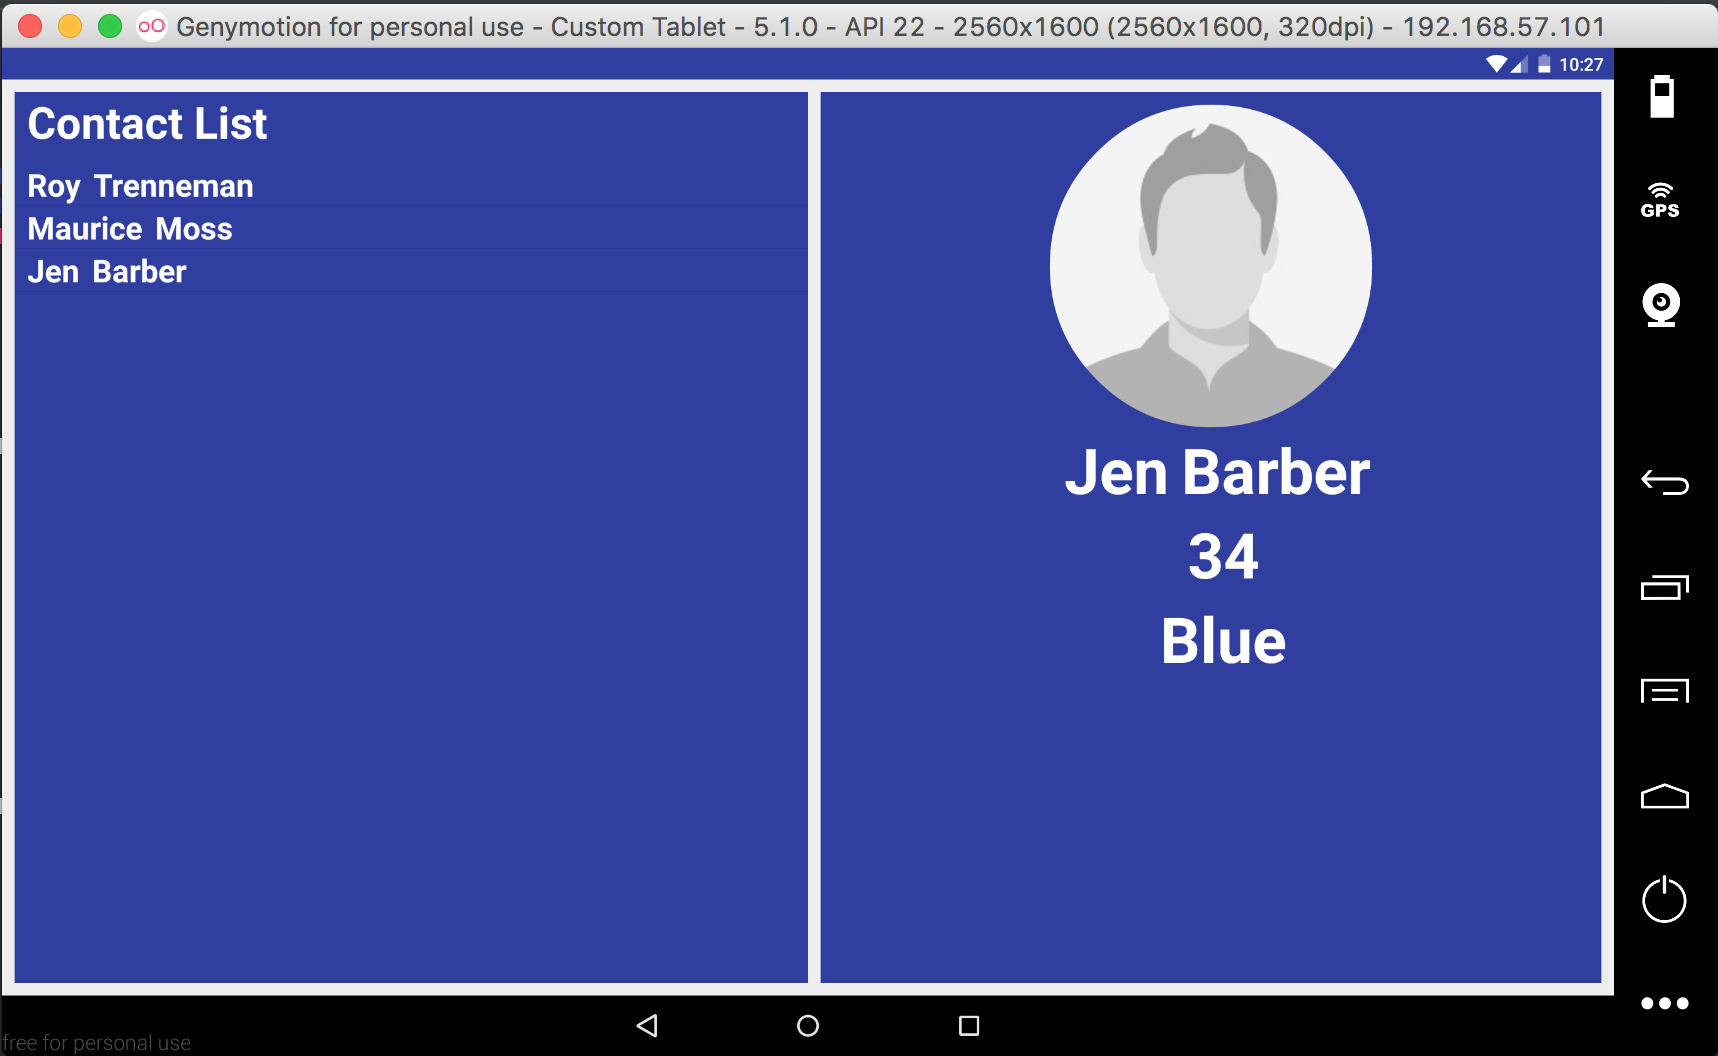 Genymotion for personal use - Custom Tablet - 5.1.0 - API 22 - 2560x1600 (2560x1600, 320dpi) - 192.168.57.101
10:27
Contact List
Roy Trenneman
Maurice Moss
Jen Barber
Jen Barber
34
Blue
GPS
free for personal use